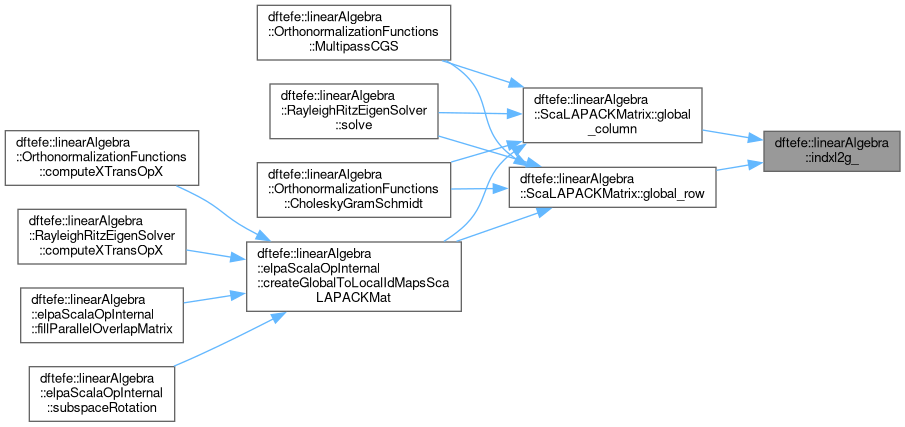 dftefe::linearAlgebra
::OrthonormalizationFunctions
::MultipassCGS
dftefe::linearAlgebra
::RayleighRitzEigenSolver
::solve
dftefe::linearAlgebra
::OrthonormalizationFunctions
::CholeskyGramSchmidt
dftefe::linearAlgebra
::OrthonormalizationFunctions
::computeXTransOpX
dftefe::linearAlgebra
::RayleighRitzEigenSolver
::computeXTransOpX
dftefe::linearAlgebra
::elpaScalaOpInternal
::fillParallelOverlapMatrix
dftefe::linearAlgebra
::elpaScalaOpInternal
::subspaceRotation
dftefe::linearAlgebra
::elpaScalaOpInternal
::createGlobalToLocalIdMapsSca
LAPACKMat
dftefe::linearAlgebra
::ScaLAPACKMatrix::global
_column
dftefe::linearAlgebra
::ScaLAPACKMatrix::global_row
dftefe::linearAlgebra
::indxl2g_